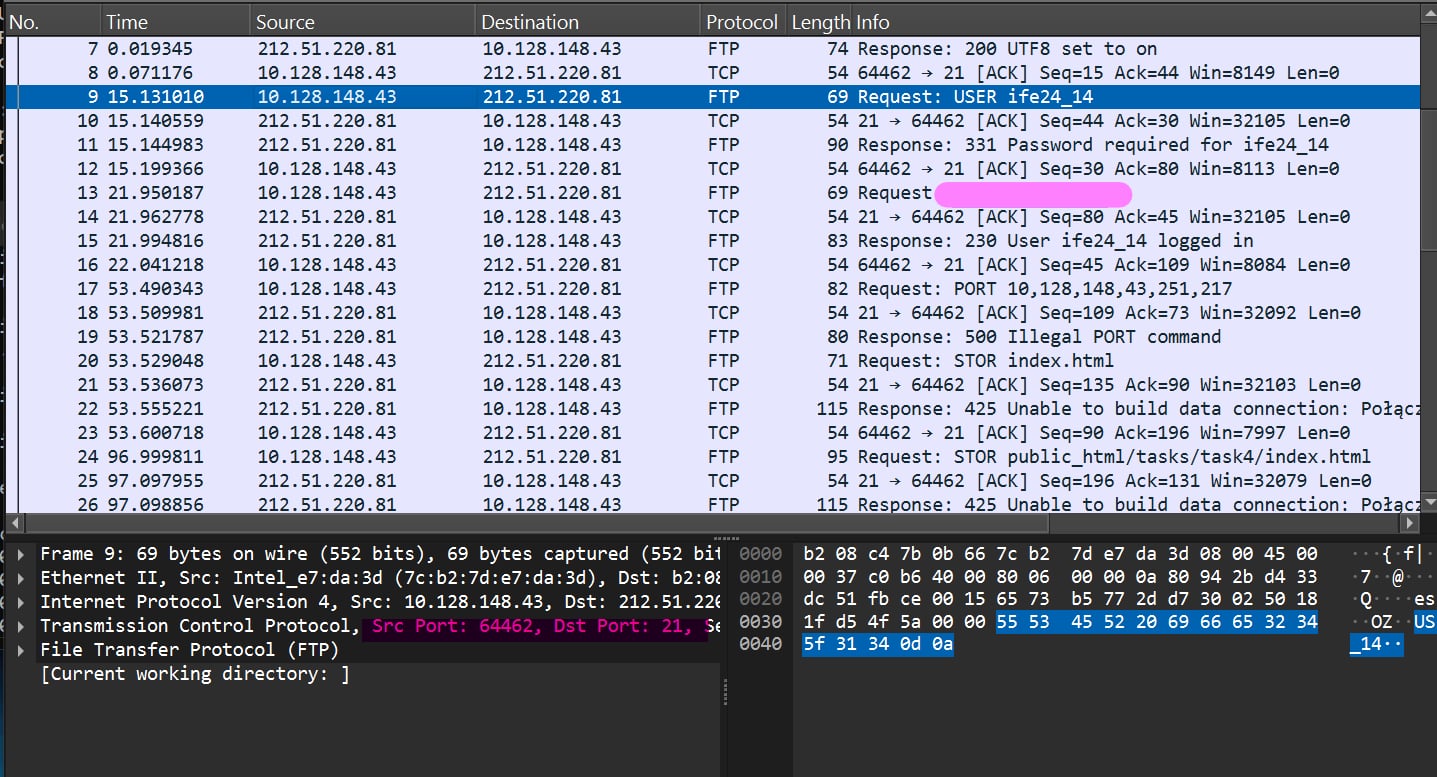 No. Time Source Destination Protocol Length Info
7 0.019345 212.51.220.81 10.128.148.43 FTP 74 Response: 200 UTF8 set to on
8 0.071176 10.128.148.43 212.51.220.81 TCP 54 64462 → 21 [ACK] Seq=15 Ack=44 Win=8149 Len=0
9 15.131010 10.128.148.43 212.51.220.81 FTP 69 Request: USER ife24_14
10 15.140559 212.51.220.81 10.128.148.43 TCP 54 21 → 64462 [ACK] Seq=44 Ack=30 Win=32105 Len=0
11 15.144983 212.51.220.81 10.128.148.43 FTP 90 Response: 331 Password required for ife24_14
12 15.199366 10.128.148.43 212.51.220.81 TCP 54 64462 → 21 [ACK] Seq=30 Ack=80 Win=8113 Len=0
13 21.950187 10.128.148.43 212.51.220.81 FTP 69 Request
14 21.962778 212.51.220.81 10.128.148.43 TCP 54 21 → 64462 [ACK] Seq=80 Ack=45 Win=32105 Len=0
15 21.994816 212.51.220.81 10.128.148.43 FTP 83 Response: 230 User ife24_14 logged in
16 22.041218 10.128.148.43 212.51.220.81 TCP 54 64462 → 21 [ACK] Seq=45 Ack=109 Win=8084 Len=0
17 53.490343 10.128.148.43 212.51.220.81 FTP 82 Request: PORT 10,128,148,43,251,217
18 53.509981 212.51.220.81 10.128.148.43 TCP 54 21 → 64462 [ACK] Seq=109 Ack=73 Win=32092 Len=0
19 53.521787 212.51.220.81 10.128.148.43 FTP 80 Response: 500 Illegal PORT command
20 53.529048 10.128.148.43 212.51.220.81 FTP 71 Request: STOR index.html
21 53.536073 212.51.220.81 10.128.148.43 TCP 54 21 → 64462 [ACK] Seq=135 Ack=90 Win=32103 Len=0
22 53.555221 212.51.220.81 10.128.148.43 FTP 115 Response: 425 Unable to build data connection: Połącz
23 53.600718 10.128.148.43 212.51.220.81 TCP 54 64462 → 21 [ACK] Seq=90 Ack=196 Win=7997 Len=0
24 96.999811 10.128.148.43 212.51.220.81 FTP 95 Request: STOR public_html/tasks/task4/index.html
25 97.097955 212.51.220.81 10.128.148.43 TCP 54 21 → 64462 [ACK] Seq=196 Ack=131 Win=32079 Len=0
26 97.098856 212.51.220.81 10.128.148.43 FTP 115 Response: 425 Unable to build data connection: Połącz
Frame 9: 69 bytes on wire (552 bits), 69 bytes captured (552 bit
Ethernet II, Src: Intel_e7:da:3d (7c:b2:7d:e7:da:3d), Dst: b2:08
Internet Protocol Version 4, Src: 10.128.148.43, Dst: 212.51.220
Transmission Control Protocol, Src Port: 64462, Dst Port: 21, Se
File Transfer Protocol (FTP)
[Current working directory: ]
0000 b2 08 c4 7b 0b 66 7c b2 7d e7 da 3d 08 00 45 00 ···{·f|·
0010 00 37 c0 b6 40 00 80 06 00 00 0a 80 94 2b d4 33 ·7··@···
0020 dc 51 fb ce 00 15 65 73 b5 77 2d d7 30 02 50 18 ·Q····es
0030 1f d5 4f 5a 00 00 55 53 45 52 20 69 66 65 32 34 ··OZ··US
0040 5f 31 34 0d 0a _14··